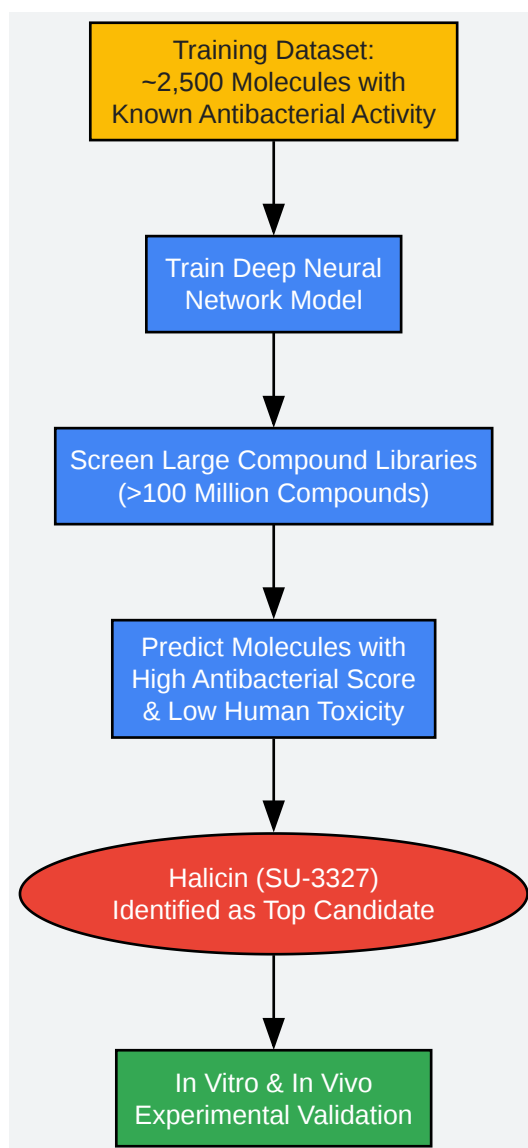 Training Dataset:
~2,500 Molecules with
Known Antibacterial Activity
Train Deep Neural
Network Model
Screen Large Compound Libraries
(>100 Million Compounds)
Predict Molecules with
High Antibacterial Score
& Low Human Toxicity
Halicin (SU-3327)
Identified as Top Candidate
In Vitro & In Vivo
Experimental Validation